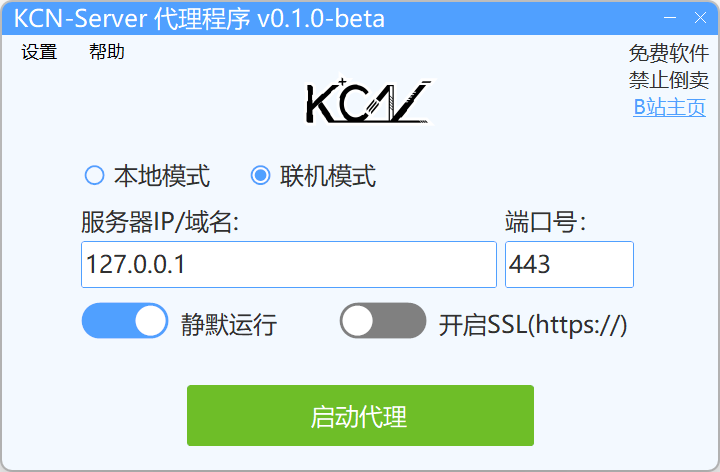 KCN-Server 代理程序 v0.1.0-beta
设置 帮助
免费软件
禁止倒卖
B站主页
KCN
本地模式 联机模式
服务器IP/域名: 端口号：
127.0.0.1 443
静默运行 开启SSL(https://)
启动代理